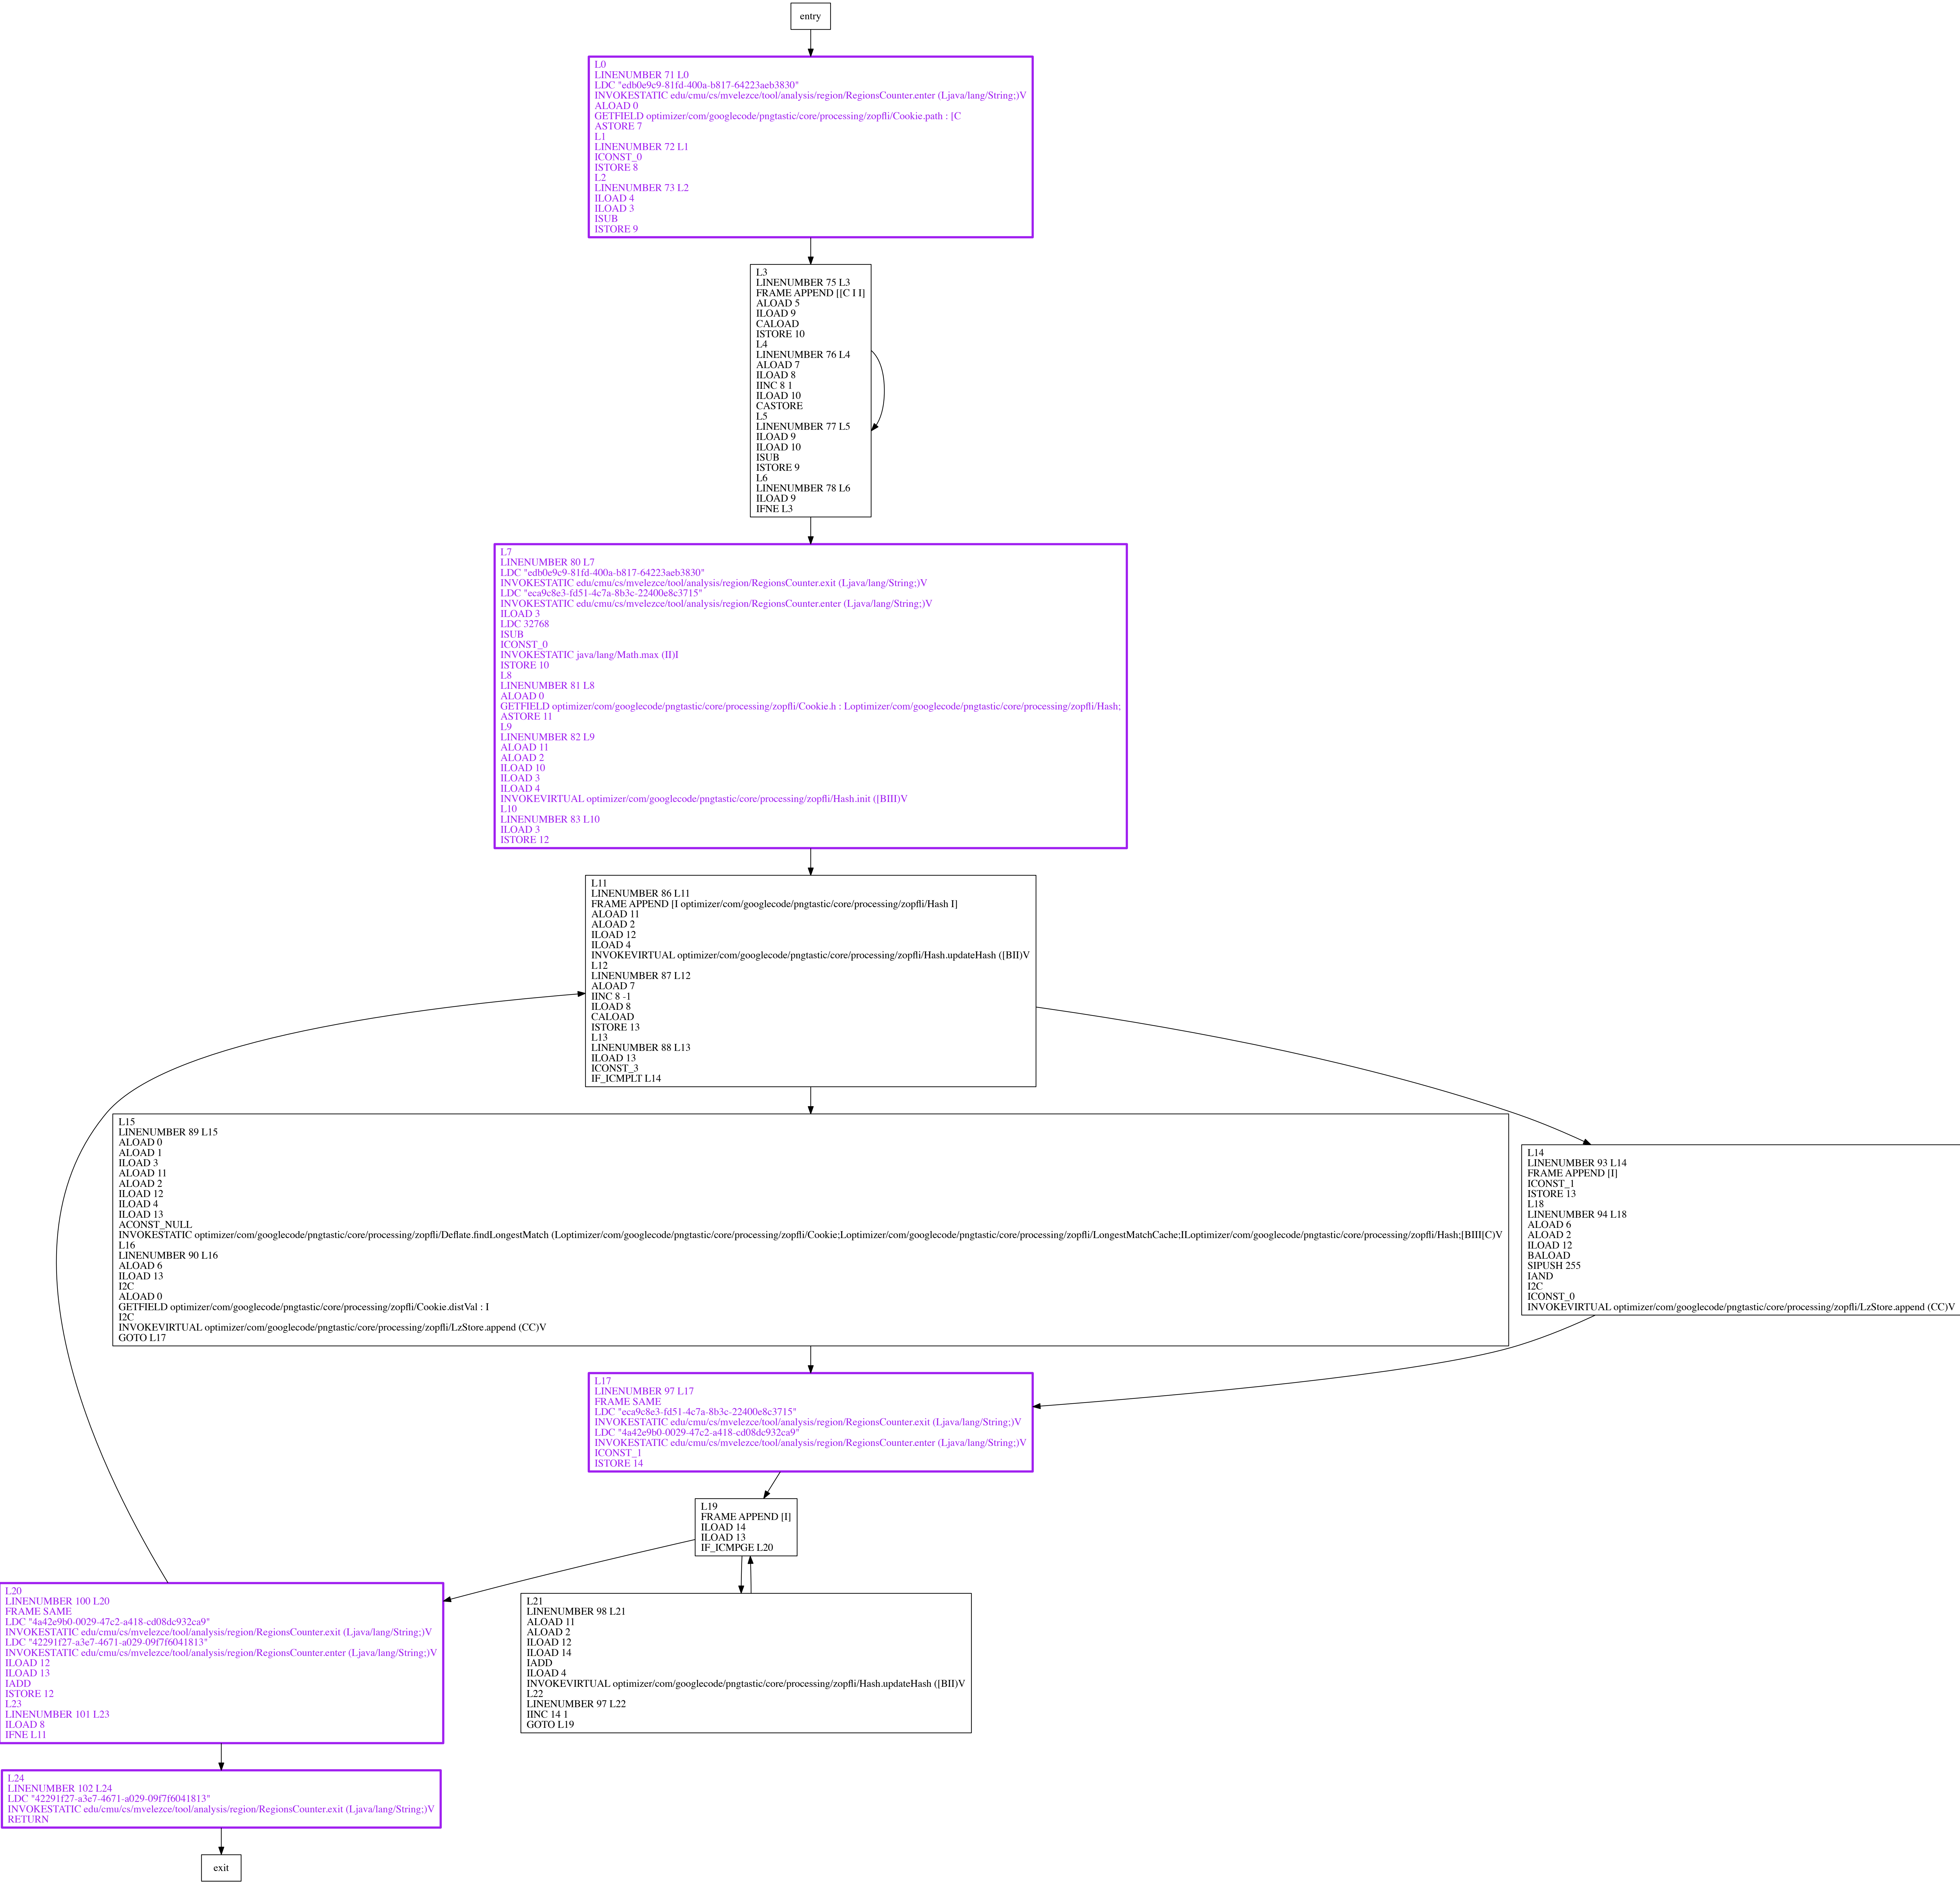 entry
L0
LINENUMBER 71 L0
LDC "edb0e9c9-81fd-400a-b817-64223aeb3830"
INVOKESTATIC edu/cmu/cs/mvelezce/tool/analysis/region/RegionsCounter.enter (Ljava/lang/String;)V
ALOAD 0
GETFIELD optimizer/com/googlecode/pngtastic/core/processing/zopfli/Cookie.path : [C
ASTORE 7
L1
LINENUMBER 72 L1
ICONST_0
ISTORE 8
L2
LINENUMBER 73 L2
ILOAD 4
ILOAD 3
ISUB
ISTORE 9
L3
LINENUMBER 75 L3
FRAME APPEND [[C I I]
ALOAD 5
ILOAD 9
CALOAD
ISTORE 10
L4
LINENUMBER 76 L4
ALOAD 7
ILOAD 8
IINC 8 1
ILOAD 10
CASTORE
L5
LINENUMBER 77 L5
ILOAD 9
ILOAD 10
ISUB
ISTORE 9
L6
LINENUMBER 78 L6
ILOAD 9
IFNE L3
L7
LINENUMBER 80 L7
LDC "edb0e9c9-81fd-400a-b817-64223aeb3830"
INVOKESTATIC edu/cmu/cs/mvelezce/tool/analysis/region/RegionsCounter.exit (Ljava/lang/String;)V
LDC "eca9c8e3-fd51-4c7a-8b3c-22400e8c3715"
INVOKESTATIC edu/cmu/cs/mvelezce/tool/analysis/region/RegionsCounter.enter (Ljava/lang/String;)V
ILOAD 3
LDC 32768
ISUB
ICONST_0
INVOKESTATIC java/lang/Math.max (II)I
ISTORE 10
L8
LINENUMBER 81 L8
ALOAD 0
GETFIELD optimizer/com/googlecode/pngtastic/core/processing/zopfli/Cookie.h : Loptimizer/com/googlecode/pngtastic/core/processing/zopfli/Hash;
ASTORE 11
L9
LINENUMBER 82 L9
ALOAD 11
ALOAD 2
ILOAD 10
ILOAD 3
ILOAD 4
INVOKEVIRTUAL optimizer/com/googlecode/pngtastic/core/processing/zopfli/Hash.init ([BIII)V
L10
LINENUMBER 83 L10
ILOAD 3
ISTORE 12
L11
LINENUMBER 86 L11
FRAME APPEND [I optimizer/com/googlecode/pngtastic/core/processing/zopfli/Hash I]
ALOAD 11
ALOAD 2
ILOAD 12
ILOAD 4
INVOKEVIRTUAL optimizer/com/googlecode/pngtastic/core/processing/zopfli/Hash.updateHash ([BII)V
L12
LINENUMBER 87 L12
ALOAD 7
IINC 8 -1
ILOAD 8
CALOAD
ISTORE 13
L13
LINENUMBER 88 L13
ILOAD 13
ICONST_3
IF_ICMPLT L14
L15
LINENUMBER 89 L15
ALOAD 0
ALOAD 1
ILOAD 3
ALOAD 11
ALOAD 2
ILOAD 12
ILOAD 4
ILOAD 13
ACONST_NULL
INVOKESTATIC optimizer/com/googlecode/pngtastic/core/processing/zopfli/Deflate.findLongestMatch (Loptimizer/com/googlecode/pngtastic/core/processing/zopfli/Cookie;Loptimizer/com/googlecode/pngtastic/core/processing/zopfli/LongestMatchCache;ILoptimizer/com/googlecode/pngtastic/core/processing/zopfli/Hash;[BIII[C)V
L16
LINENUMBER 90 L16
ALOAD 6
ILOAD 13
I2C
ALOAD 0
GETFIELD optimizer/com/googlecode/pngtastic/core/processing/zopfli/Cookie.distVal : I
I2C
INVOKEVIRTUAL optimizer/com/googlecode/pngtastic/core/processing/zopfli/LzStore.append (CC)V
GOTO L17
L14
LINENUMBER 93 L14
FRAME APPEND [I]
ICONST_1
ISTORE 13
L18
LINENUMBER 94 L18
ALOAD 6
ALOAD 2
ILOAD 12
BALOAD
SIPUSH 255
IAND
I2C
ICONST_0
INVOKEVIRTUAL optimizer/com/googlecode/pngtastic/core/processing/zopfli/LzStore.append (CC)V
L17
LINENUMBER 97 L17
FRAME SAME
LDC "eca9c8e3-fd51-4c7a-8b3c-22400e8c3715"
INVOKESTATIC edu/cmu/cs/mvelezce/tool/analysis/region/RegionsCounter.exit (Ljava/lang/String;)V
LDC "4a42e9b0-0029-47c2-a418-cd08dc932ca9"
INVOKESTATIC edu/cmu/cs/mvelezce/tool/analysis/region/RegionsCounter.enter (Ljava/lang/String;)V
ICONST_1
ISTORE 14
L19
FRAME APPEND [I]
ILOAD 14
ILOAD 13
IF_ICMPGE L20
L20
LINENUMBER 100 L20
FRAME SAME
LDC "4a42e9b0-0029-47c2-a418-cd08dc932ca9"
INVOKESTATIC edu/cmu/cs/mvelezce/tool/analysis/region/RegionsCounter.exit (Ljava/lang/String;)V
LDC "42291f27-a3e7-4671-a029-09f7f6041813"
INVOKESTATIC edu/cmu/cs/mvelezce/tool/analysis/region/RegionsCounter.enter (Ljava/lang/String;)V
ILOAD 12
ILOAD 13
IADD
ISTORE 12
L23
LINENUMBER 101 L23
ILOAD 8
IFNE L11
L21
LINENUMBER 98 L21
ALOAD 11
ALOAD 2
ILOAD 12
ILOAD 14
IADD
ILOAD 4
INVOKEVIRTUAL optimizer/com/googlecode/pngtastic/core/processing/zopfli/Hash.updateHash ([BII)V
L22
LINENUMBER 97 L22
IINC 14 1
GOTO L19
L24
LINENUMBER 102 L24
LDC "42291f27-a3e7-4671-a029-09f7f6041813"
INVOKESTATIC edu/cmu/cs/mvelezce/tool/analysis/region/RegionsCounter.exit (Ljava/lang/String;)V
RETURN
exit